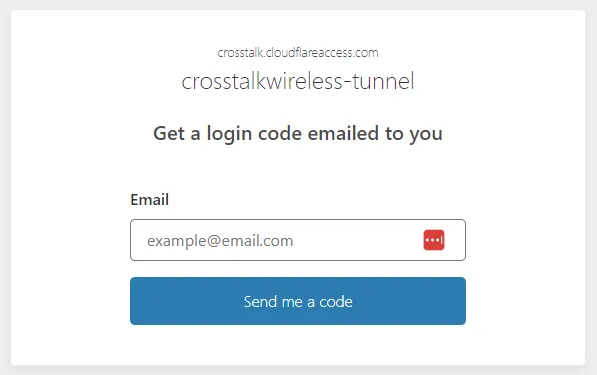 crosstalk.cloudflareaccess.com
crosstalkwireless-tunnel
Get a login code emailed to you
Email
example@email.com
Send me a code